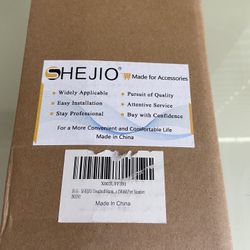 SHEJIO Made for Accessories
Widely Applicable Pursuit of Quality
Easy Installation Attentive Service
Stay Professional Buy with Confidence
For a More Convenient and Comfortable Life
Made in China
Made In China